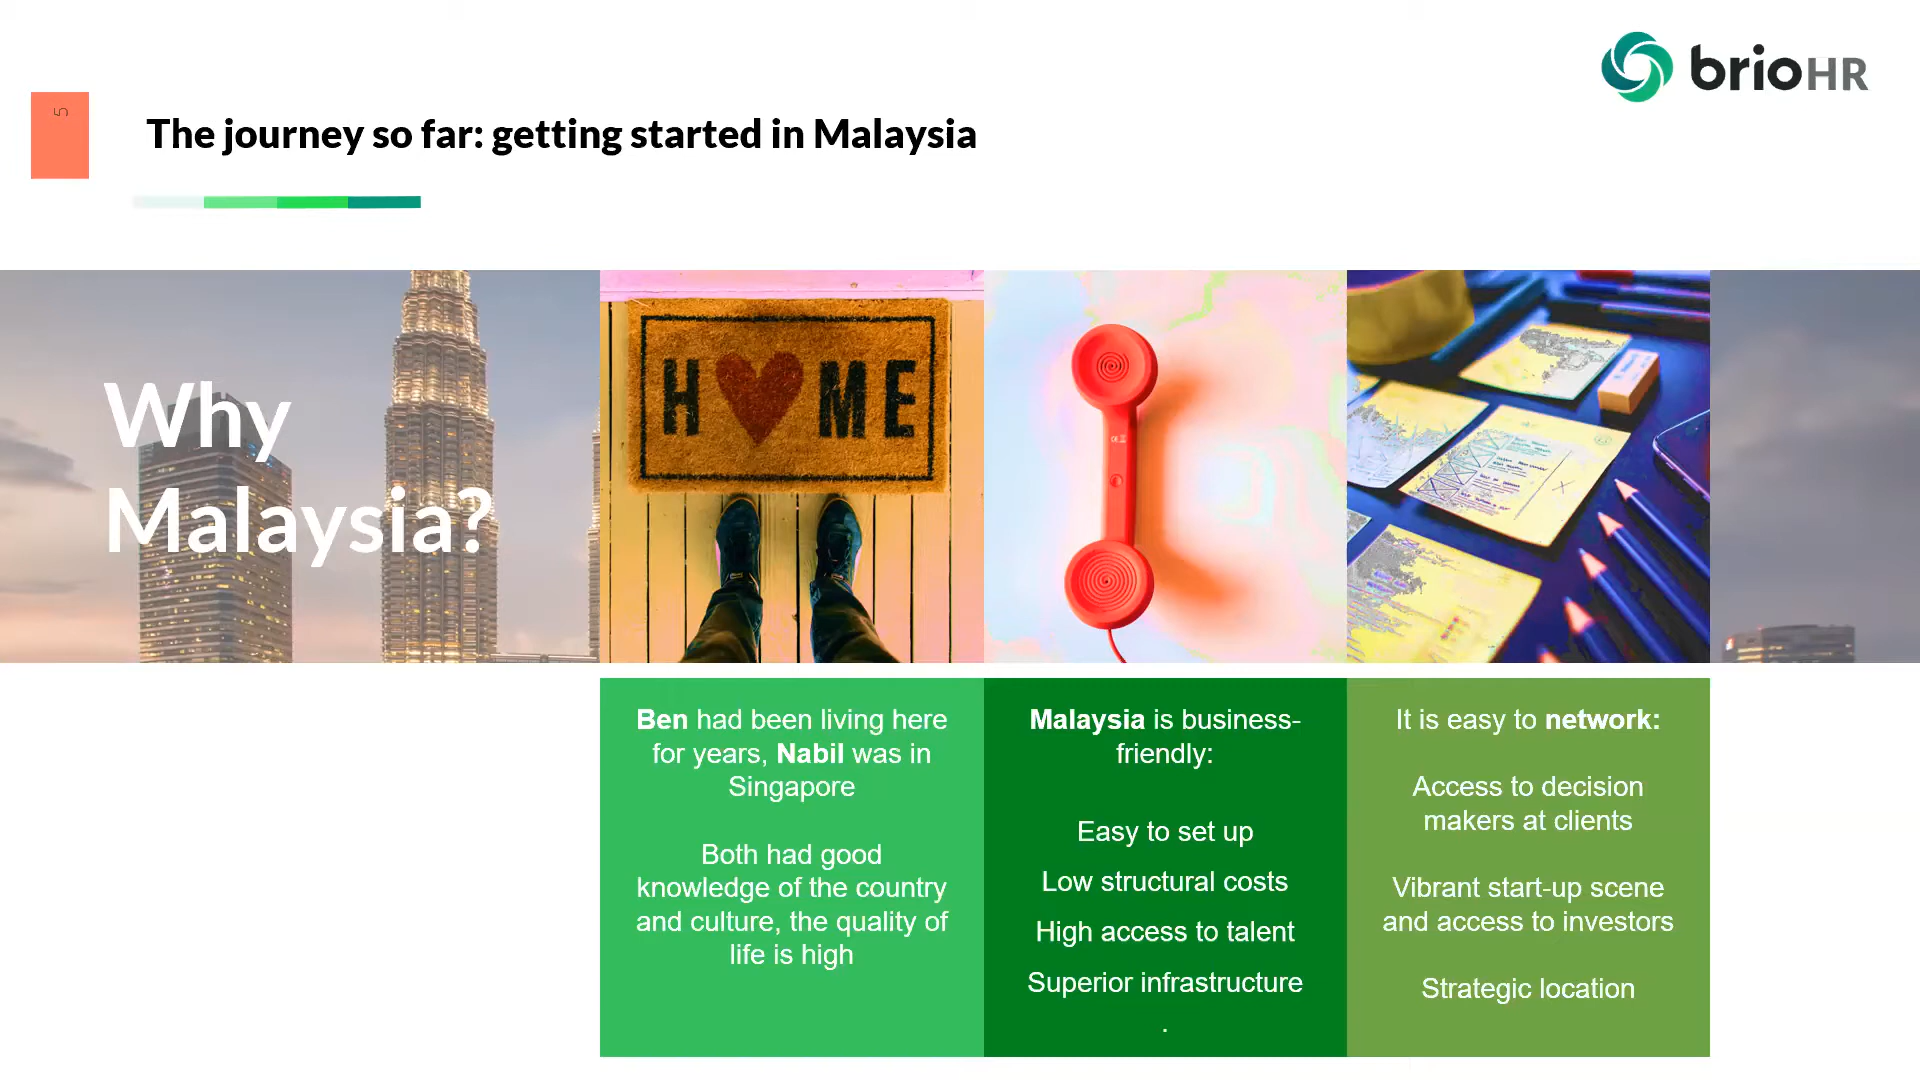 brioHR
5
The journey so far: getting started in Malaysia
Why
Malaysia?
H ME
Ben had been living here
for years, Nabil was in
Singapore
Both had good
knowledge of the country
and culture, the quality of
life is high
Malaysia is business-
friendly:
Easy to set up
Low structural costs
High access to talent
Superior infrastructure
.
It is easy to network:
Access to decision
makers at clients
Vibrant start-up scene
and access to investors
Strategic location